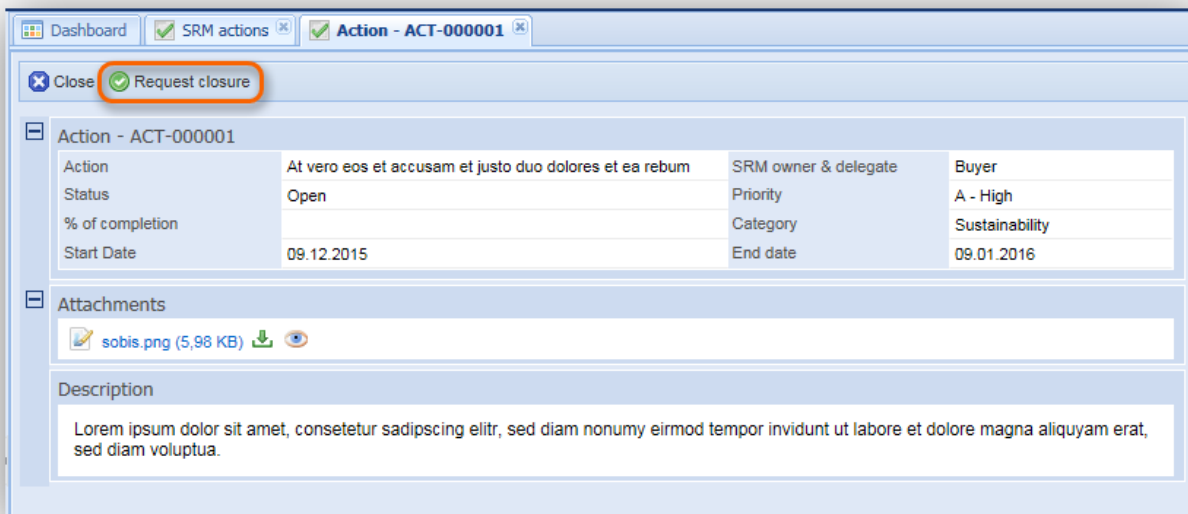 Dashboard SRM actions Action - ACT-000001
Close Request closure
Action - ACT-000001
Action At vero eos et accusam et justo duo dolores et ea rebum SRM owner & delegate Buyer
Status Open Priority A - High
% of completion Category Sustainability
Start Date 09.12.2015 End date 09.01.2016
Attachments
sobis.png (5,98 KB)
Description
Lorem ipsum dolor sit amet, consetetur sadipscing elitr, sed diam nonumy eirmod tempor invidunt ut labore et dolore magna aliquyam erat,
sed diam voluptua.